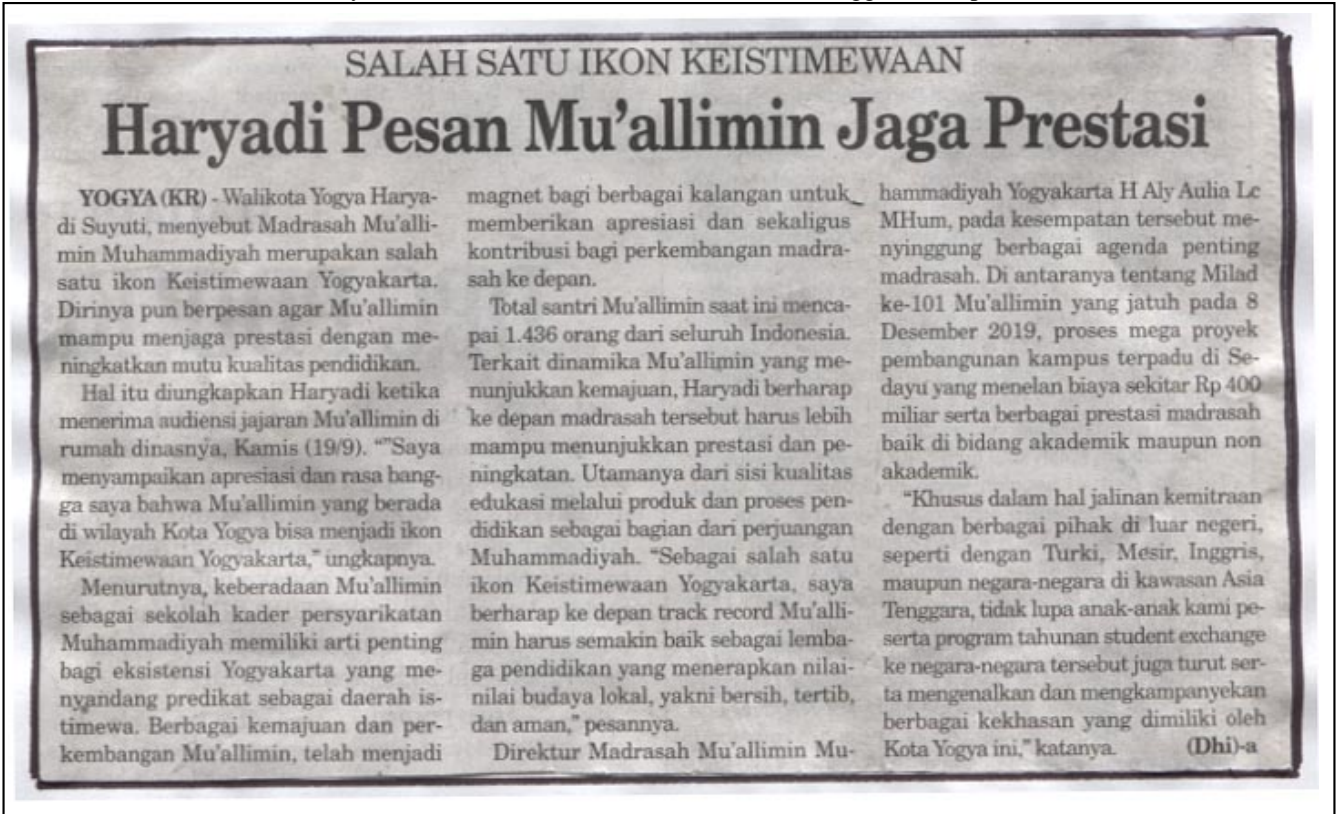 SALAH SATU IKON KEISTIMEWAAN
Haryadi Pesan Mu'allimin Jaga Prestasi
YOGYA (KR) - Walikota Yogya Harya-
di Suyuti, menyebut Madrasah Mu'alli-
min Muhammadiyah merupakan salah
satu ikon Keistimewaan Yogyakarta.
Dirinya pun berpesan agar Mu'allimin
mampu menjaga prestasi dengan me-
ningkatkan mutu kualitas pendidikan.
Hal itu diungkapkan Haryadi ketika
menerima audiensi jajaran Mu'allimin di
rumah dinasnya, Kamis (19/9). ""Saya
menyampaikan apresiasi dan rasa bang-
ga saya bahwa Mu'allimin yang berada
di wilayah Kota Yogya bisa menjadi ikon
Keistimewaan Yogyakarta," ungkapnya.
Menurutnya, keberadaan Mu'allimin
sebagai sekolah kader persyarikatan
Muhammadiyah memiliki arti penting
bagi eksistensi Yogyakarta yang me-
nyandang predikat sebagai daerah is-
timewa. Berbagai kemajuan dan per-
kembangan Mu'allimin, telah menjadi
magnet bagi berbagai kalangan untuk
memberikan apresiasi dan sekaligus
kontribusi bagi perkembangan madra-
sah ke depan.
Total santri Mu'allimin saat ini menca-
pai 1.436 orang dari seluruh Indonesia.
Terkait dinamika Mu'allimin yang me-
nunjukkan kemajuan, Haryadi berharap
ke depan madrasah tersebut harus lebih
mampu menunjukkan prestasi dan pe-
ningkatan. Utamanya dari sisi kualitas
edukasi melalui produk dan proses pen-
didikan sebagai bagian dari perjuangan
Muhammadiyah. "Sebagai salah satu
ikon Keistimewaan Yogyakarta, saya
berharap ke depan track record Mu'alli-
min harus semakin baik sebagai lemba-
ga pendidikan yang menerapkan nilai-
nilai budaya lokal, yakni bersih, tertib,
dan aman," pesannya.
Direktur Madrasah Mu'allimin Mu-
hammadiyah Yogyakarta H Aly Aulia Lc
MHum, pada kesempatan tersebut me-
nyinggung berbagai agenda penting
madrasah. Di antaranya tentang Milad
ke-101 Mu'allimin yang jatuh pada 8
Desember 2019, proses mega proyek
pembangunan kampus terpadu di Se-
dayu yang menelan biaya sekitar Rp 400
miliar serta berbagai prestasi madrasah
baik di bidang akademik maupun non
akademik.
"Khusus dalam hal jalinan kemitraan
dengan berbagai pihak di luar negeri,
seperti dengan Turki, Mesir, Inggris,
maupun negara-negara di kawasan Asia
Tenggara, tidak lupa anak-anak kami pe-
serta program tahunan student exchange
ke negara-negara tersebut juga turut ser-
ta mengenalkan dan mengkampanyekan
berbagai kekhasan yang dimiliki oleh
Kota Yogya ini," katanya. (Dhi)-a